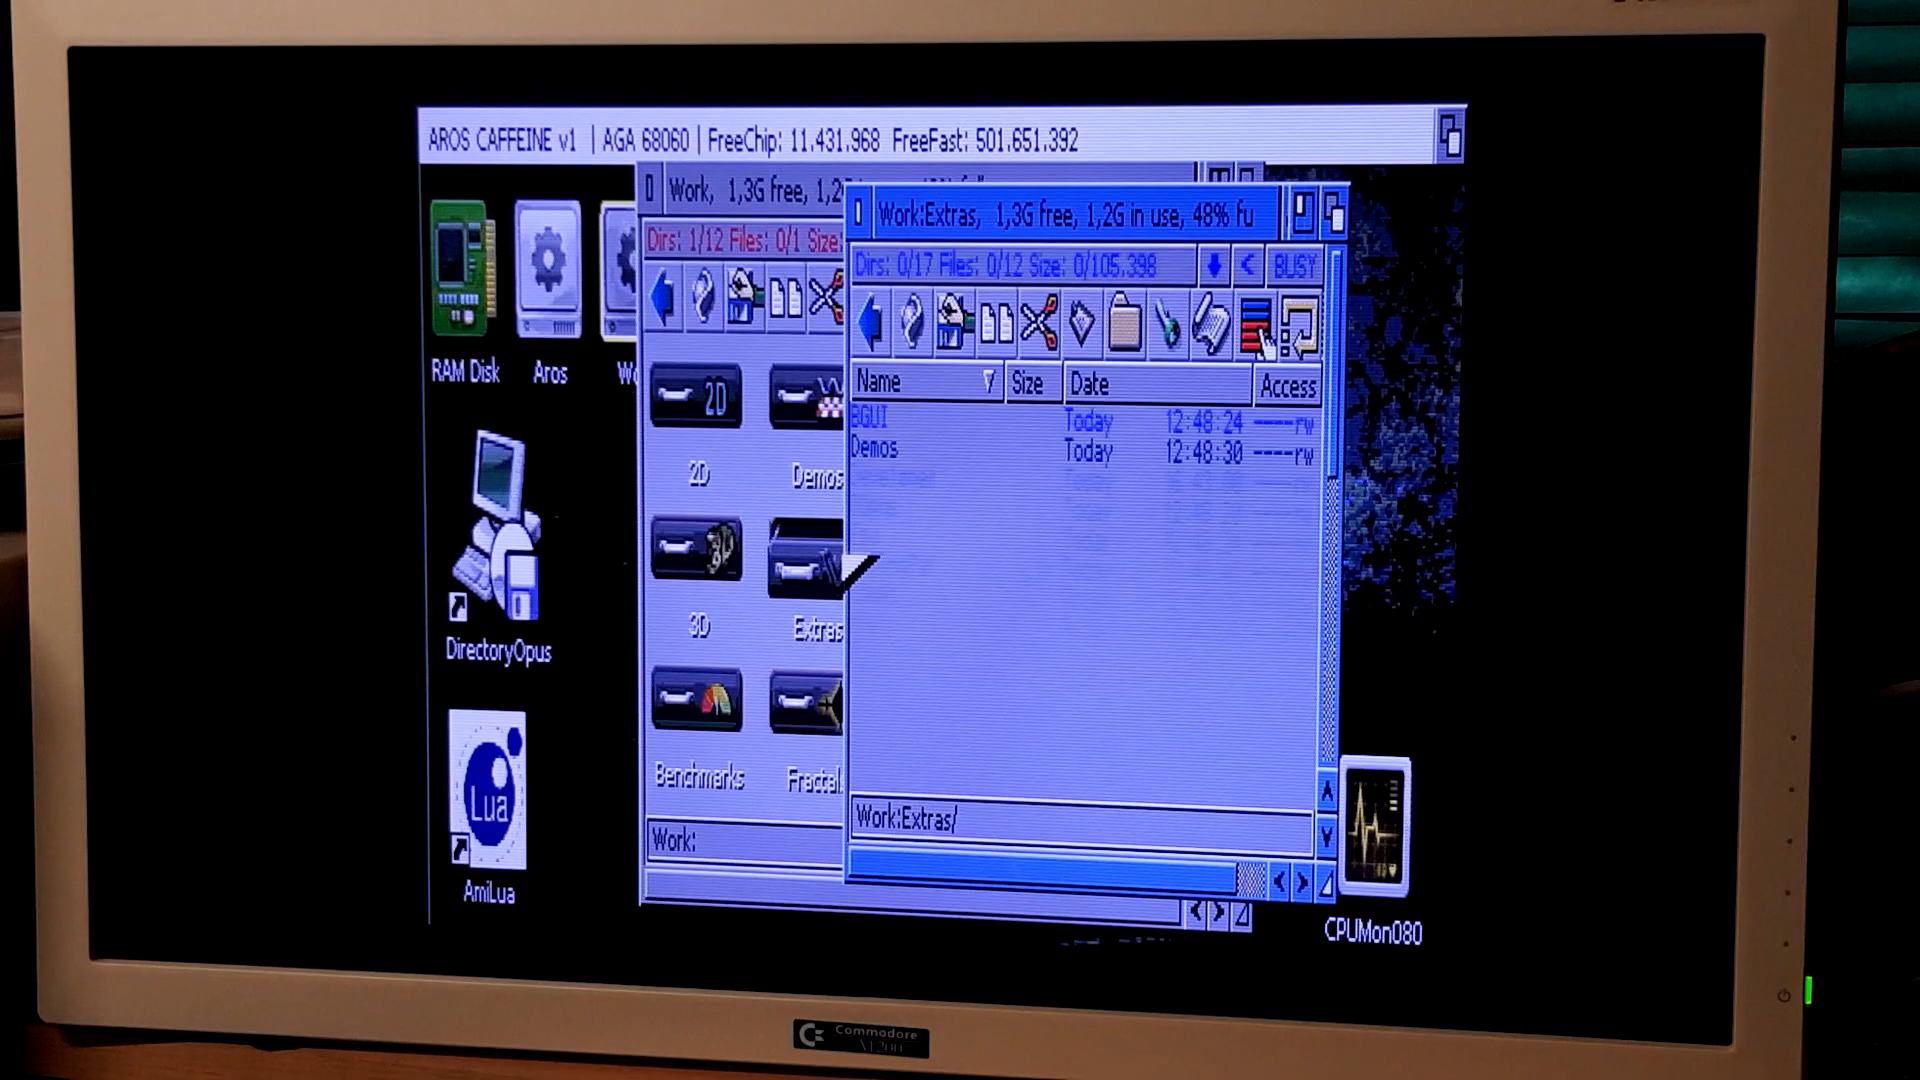 AROS CAFFEINE v1 | AGA 68060 | FreeChip: 11.431.968 FreeFast: 501.651.392
Work, 1,3G free, 1,2
Work:Extras, 1,3G free, 1,2G in use, 48% fu
Dirs: 1/12 Files: 0/1 Size:
Dirs: 0/17 Files: 0/12 Size: 0/105.398
BUSY
RAM Disk
Aros
Name Size Date Access
BGUI Today 12:48:24 ----rw
Demos Today 12:48:30 ----rw
2D
2D
Demos
3D
Extras
DirectoryOpus
Benchmarks
Fractal
Lua
AmiLua
Work:
Work:Extras/
CPUMon080
Commodore
A1200